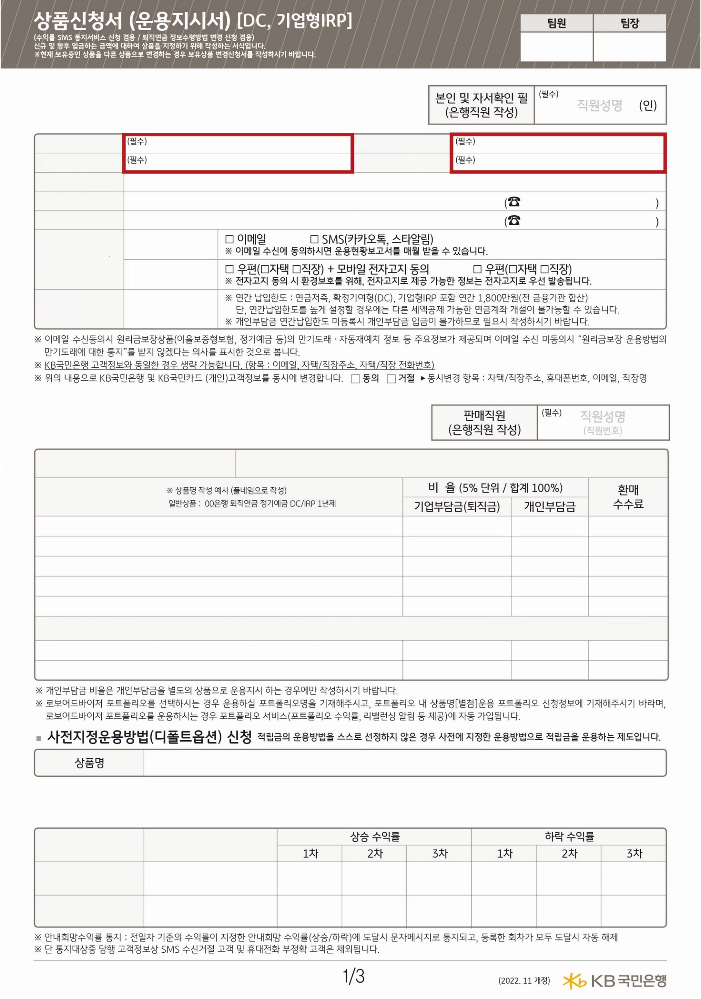 상품신청서 (운용지시서) [DC, 기업형IRP]
(수익률 SMS 통지서비스 신청 겸용 / 퇴직연금 정보수령방법 변경 신청 겸용)
신규 및 향후 입금하는 금액에 대하여 상품을 지정하기 위해 작성하는 서식입니다.
※현재 보유중인 상품을 다른 상품으로 변경하는 경우 보유상품 변경신청서를 작성하시기 바랍니다.
팀원 팀장
본인 및 자서확인 필 (필수) 직원성명 (인)
(은행직원 작성)
(필수) (필수)
(필수) (필수)
(☎ )
(☎ )
□ 이메일 □ SMS(카카오톡, 스타알림)
※ 이메일 수신에 동의하시면 운용현황보고서를 매월 받을 수 있습니다.
□ 우편(□자택 □직장) + 모바일 전자고지 동의 □ 우편(□자택 □직장)
※ 전자고지 동의 시 환경보호를 위해, 전자고지로 제공 가능한 정보는 전자고지로 우선 발송됩니다.
※ 연간 납입한도 : 연금저축, 확정기여형(DC), 기업형IRP 포함 연간 1,800만원(전 금융기관 합산)
단, 연간납입한도를 높게 설정할 경우에는 다른 세액공제 가능한 연금계좌 개설이 불가능할 수 있습니다.
※ 개인부담금 연간납입한도 미등록시 개인부담금 입금이 불가하므로 필요시 작성하시기 바랍니다.
※ 이메일 수신동의시 원리금보장상품(이율보증형보험, 정기예금 등)의 만기도래 · 자동재예치 정보 등 주요정보가 제공되며 이메일 수신 미동의시 “원리금보장 운용방법의
만기도래에 대한 통지”를 받지 않겠다는 의사를 표시한 것으로 봅니다.
※ KB국민은행 고객정보와 동일한 경우 생략 가능합니다. (항목 : 이메일, 자택/직장주소, 자택/직장 전화번호)
※ 위의 내용으로 KB국민은행 및 KB국민카드 (개인)고객정보를 동시에 변경합니다. □ 동의 □ 거절 ▶동시변경 항목 : 자택/직장주소, 휴대폰번호, 이메일, 직장명
판매직원 (필수) 직원성명
(은행직원 작성) (직원번호)
※ 상품명 작성 예시 (풀네임으로 작성)
일반상품 : 00은행 퇴직연금 정기예금 DC/IRP 1년제
비 율 (5% 단위 / 합계 100%)
기업부담금(퇴직금) 개인부담금
환매
수수료
※ 개인부담금 비율은 개인부담금을 별도의 상품으로 운용지시 하는 경우에만 작성하시기 바랍니다.
※ 로보어드바이저 포트폴리오를 선택하시는 경우 운용하실 포트폴리오명을 기재해주시고, 포트폴리오 내 상품명[별첨]운용 포트폴리오 신청정보에 기재해주시기 바라며,
로보어드바이저 포트폴리오를 운용하시는 경우 포트폴리오 서비스(포트폴리오 수익률, 리밸런싱 알림 등 제공)에 자동 가입됩니다.
■ 사전지정운용방법(디폴트옵션) 신청 적립금의 운용방법을 스스로 선정하지 않은 경우 사전에 지정한 운용방법으로 적립금을 운용하는 제도입니다.
상품명
상승 수익률 하락 수익률
1차 2차 3차 1차 2차 3차
※ 안내희망수익률 통지 : 전일자 기준의 수익률이 지정한 안내희망 수익률(상승/하락)에 도달시 문자메시지로 통지되고, 등록한 회차가 모두 도달시 자동 해제
※ 단 통지대상중 당행 고객정보상 SMS 수신거절 고객 및 휴대전화 부정확 고객은 제외됩니다.
1/3
(2022. 11 개정) KB국민은행